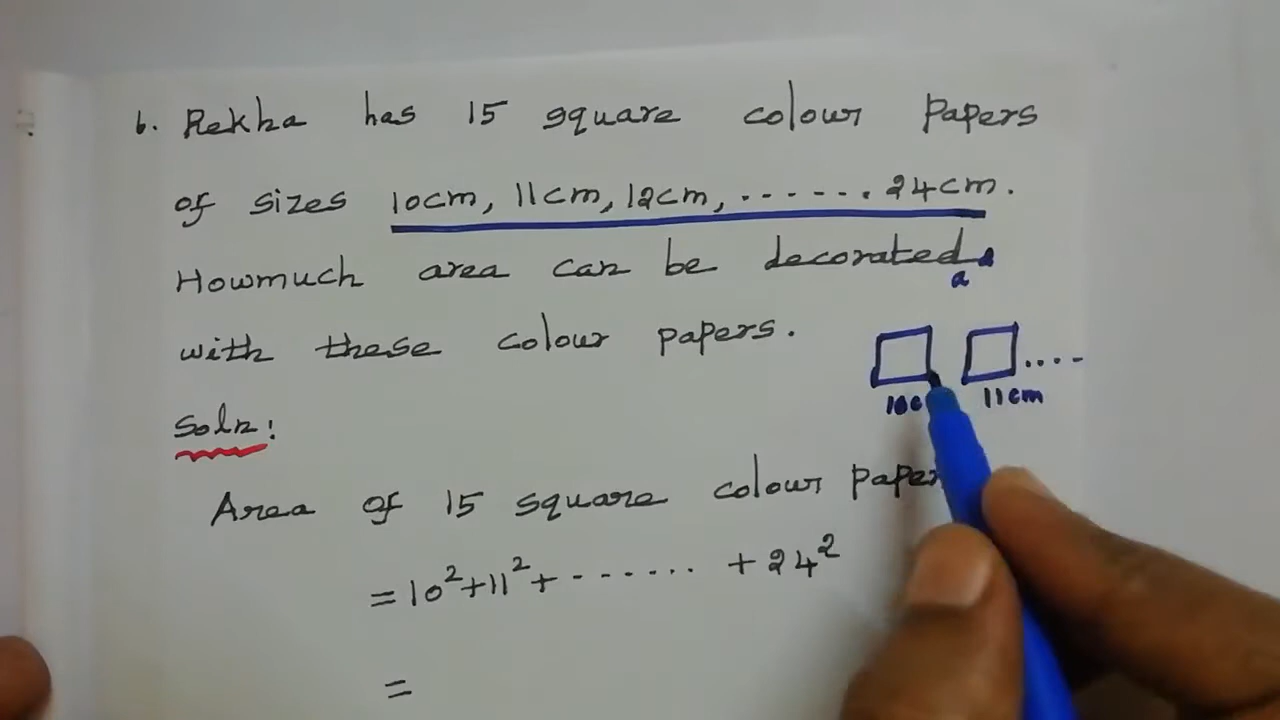 6. Rekha has 15 square colour Papers
of sizes 10cm, 11cm, 12cm, ....... 24cm.
Howmuch area can be decorated
a
with these colour papers.
11cm
Soln:
Area of 15 square colour
= 10² + 11² + ....... + 24²
=